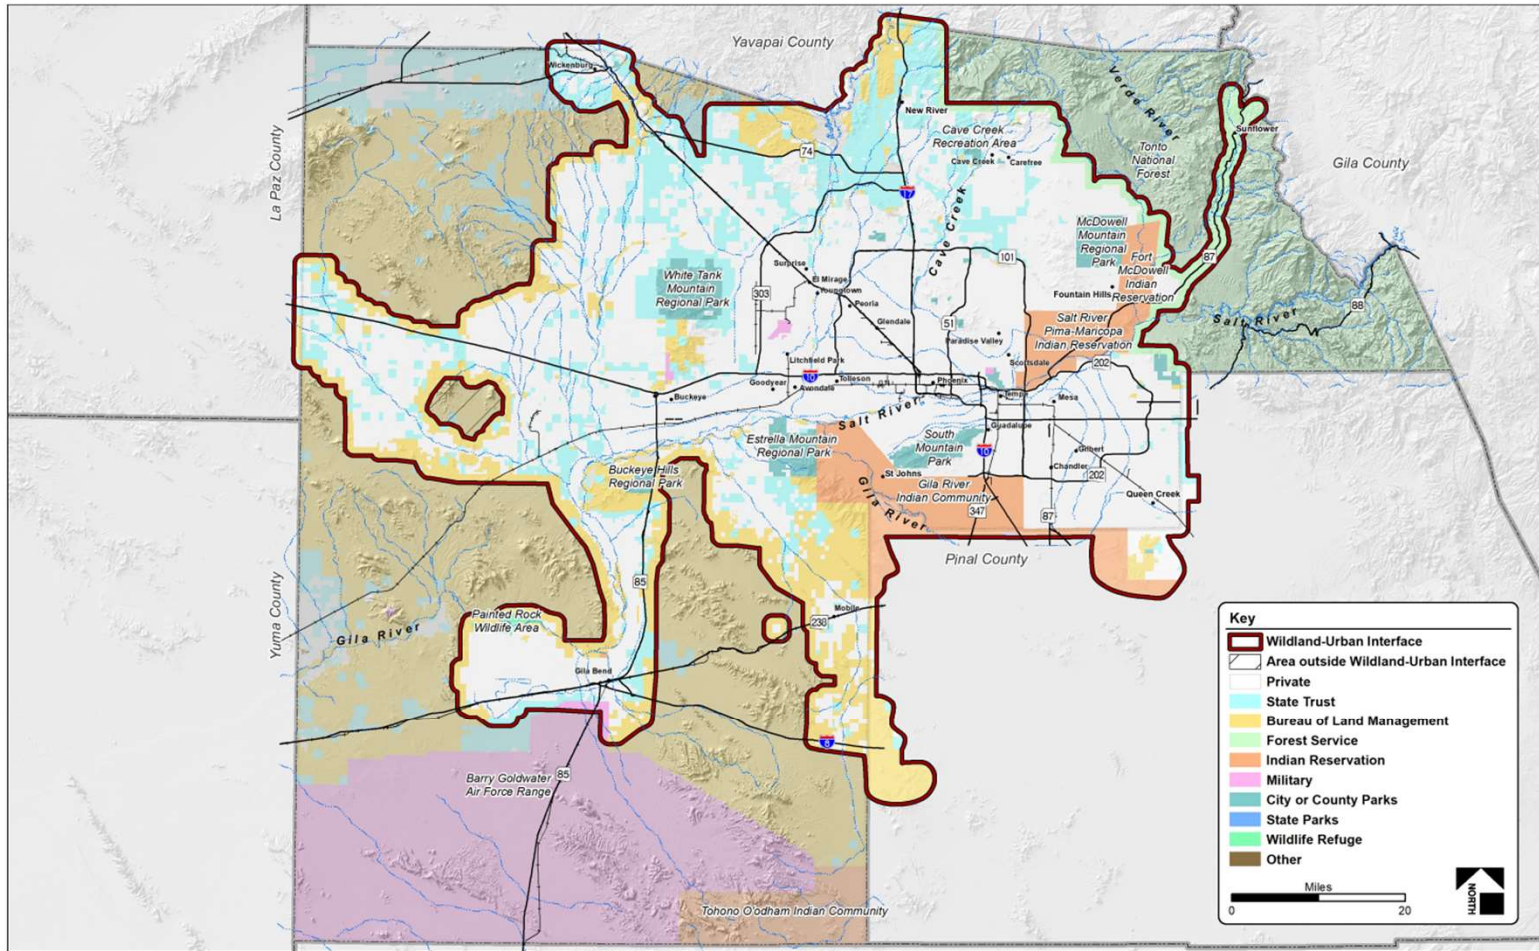 Yavapai County
Wickenburg
New River
Verde River
Sunflower
Cave Creek
Recreation Area
Cave Creek
Carefree
74
Tonto
National
Forest
Gila County
La Paz County
17
Cave Creek
McDowell
Mountain
Regional
Park
Fort
McDowell
Indian
Reservation
87
101
Surprise
White Tank
Mountain
Regional Park
El Mirage
Youngtown
303
Peoria
Fountain Hills
88
Salt River
Glendale
51
Salt River
Pima-Maricopa
Indian Reservation
Paradise Valley
Litchfield Park
Scottsdale
202
10
Tolleson
Goodyear
Avondale
Phoenix
Buckeye
Tempe
Mesa
Salt River
Guadalupe
Estrella Mountain
Regional Park
South
Mountain
Park
10
Gilbert
Buckeye Hills
Regional Park
St Johns
Chandler
202
Gila River
Indian Community
Gila River
Queen Creek
347
87
Pinal County
Yuma County
85
Painted Rock
Wildlife Area
Mobile
238
Gila River
Gila Bend
8
Barry Goldwater
Air Force Range
85
Tohono O'odham Indian Community
Key
Wildland-Urban Interface
Area outside Wildland-Urban Interface
Private
State Trust
Bureau of Land Management
Forest Service
Indian Reservation
Military
City or County Parks
State Parks
Wildlife Refuge
Other
Miles
0 20
NORTH